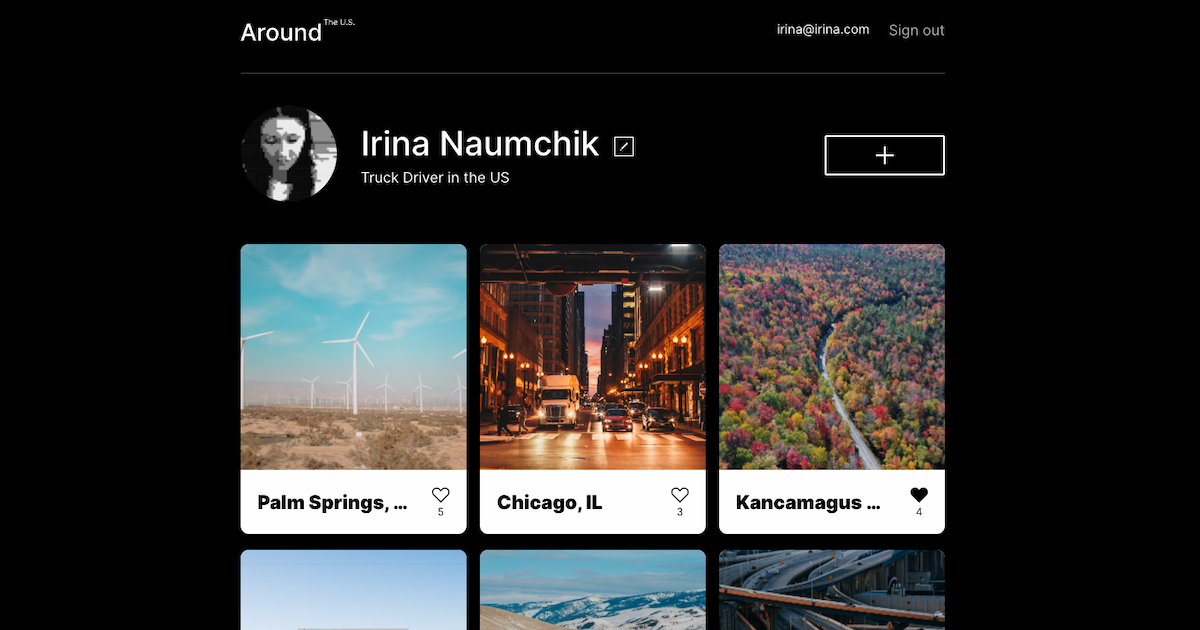 Around The U.S.
irina@irina.com Sign out
Irina Naumchik
Truck Driver in the US
Palm Springs, ...
5
Chicago, IL
3
Kancamagus ...
4